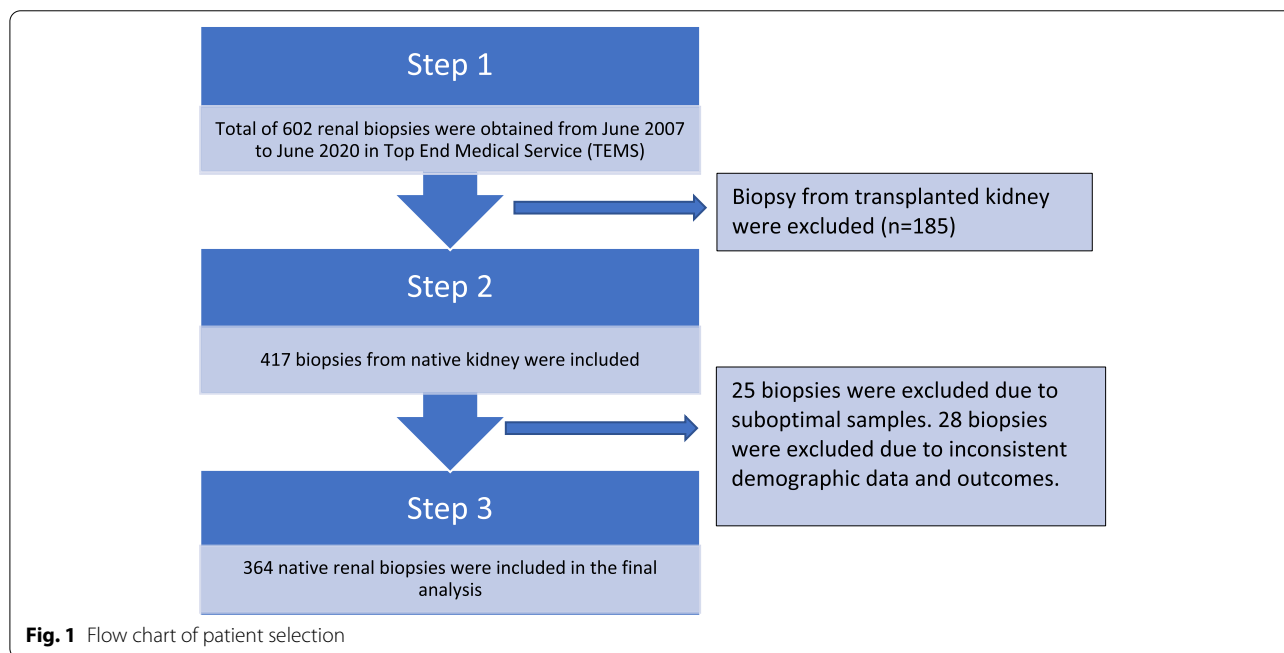 Step 1
Total of 602 renal biopsies were obtained from June 2007
to June 2020 in Top End Medical Service (TEMS)
Biopsy from transplanted kidney
were excluded (n=185)
Step 2
417 biopsies from native kidney were included
25 biopsies were excluded due to
suboptimal samples. 28 biopsies
were excluded due to inconsistent
demographic data and outcomes.
Step 3
364 native renal biopsies were included in the final
analysis
Fig. 1 Flow chart of patient selection